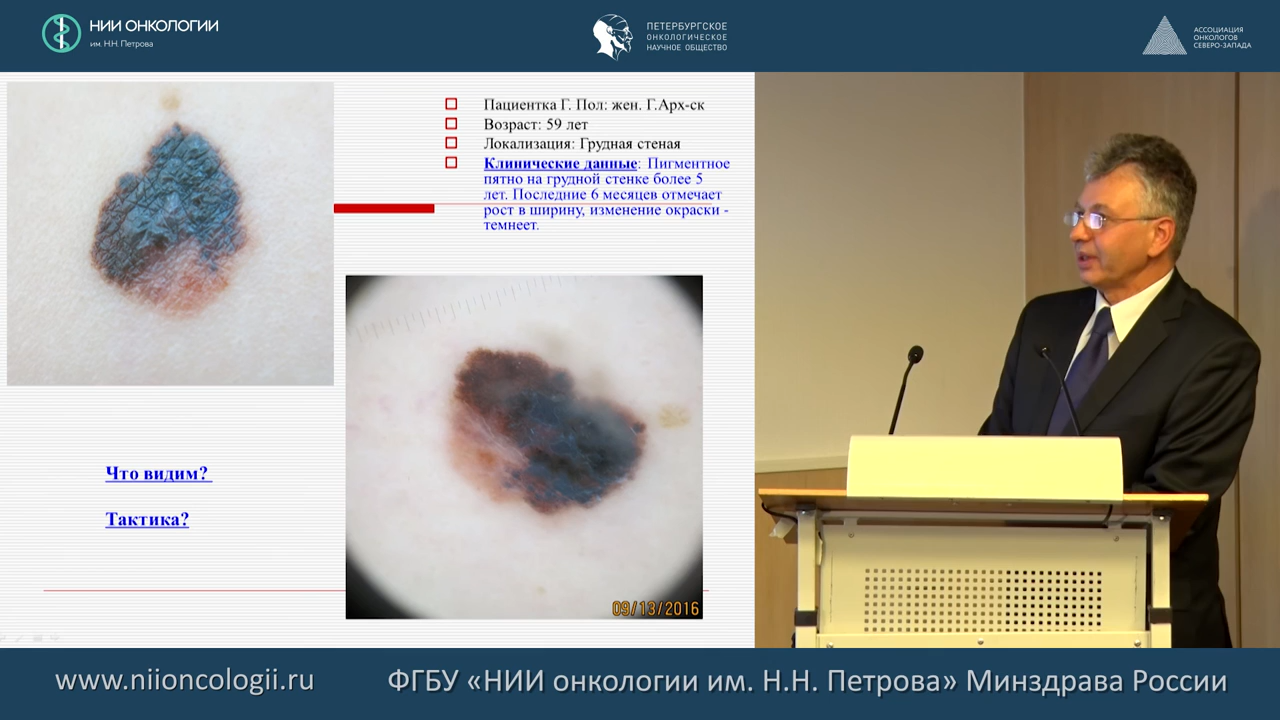 НИИ ОНКОЛОГИИ
им. Н.Н. Петрова
ПЕТЕРБУРГСКОЕ
ОНКОЛОГИЧЕСКОЕ
НАУЧНОЕ ОБЩЕСТВО
АССОЦИАЦИЯ
ОНКОЛОГОВ
СЕВЕРО-ЗАПАДА
Пациентка Г. Пол: жен. Г.Арх-ск
Возраст: 59 лет
Локализация: Грудная стеная
Клинические данные: Пигментное
пятно на грудной стенке более 5
лет. Последние 6 месяцев отмечает
рост в ширину, изменение окраски -
темнеет.
Что видим?
Тактика?
09/13/2016
www.niioncologii.ru
ФГБУ «НИИ онкологии им. Н.Н. Петрова» Минздрава России